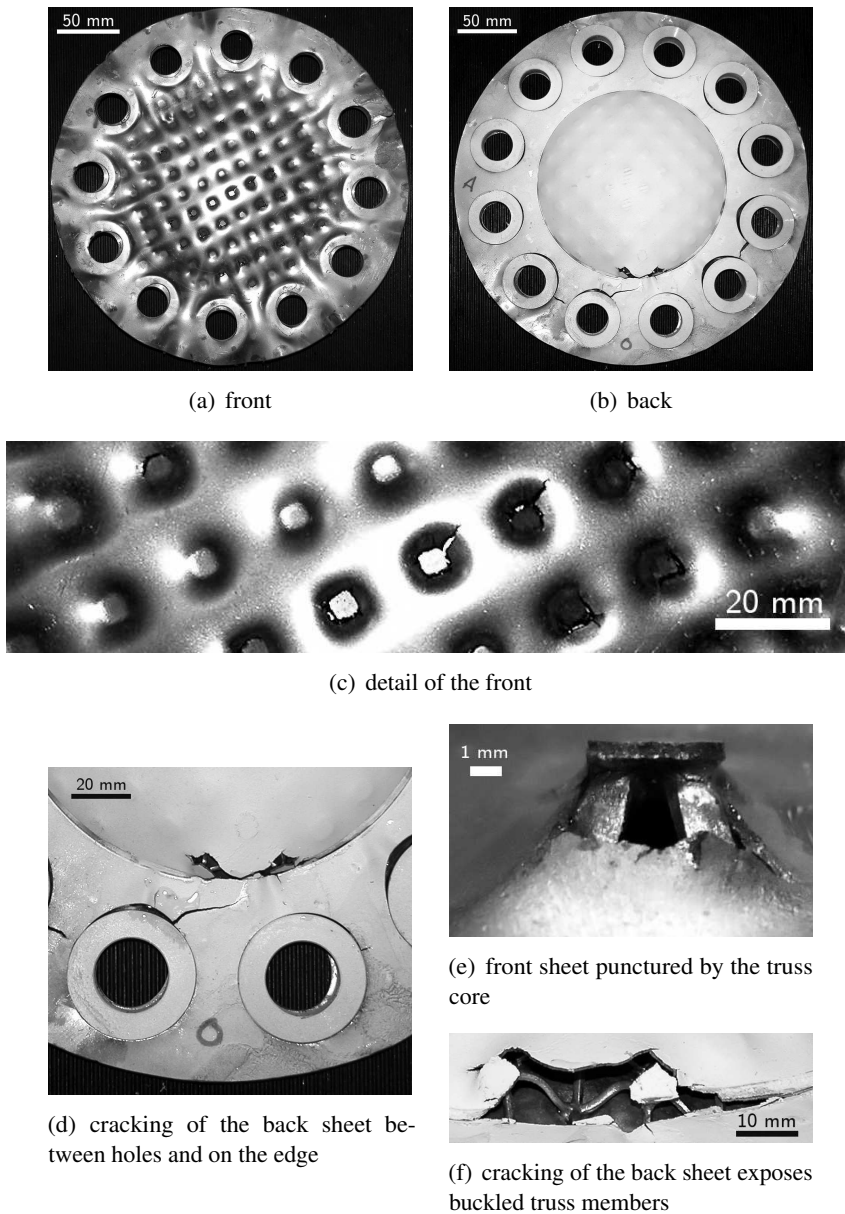 50 mm
50 mm
A
O
(a) front
(b) back
20 mm
(c) detail of the front
20 mm
O
(d) cracking of the back sheet be-
tween holes and on the edge
1 mm
(e) front sheet punctured by the truss
core
10 mm
(f) cracking of the back sheet exposes
buckled truss members